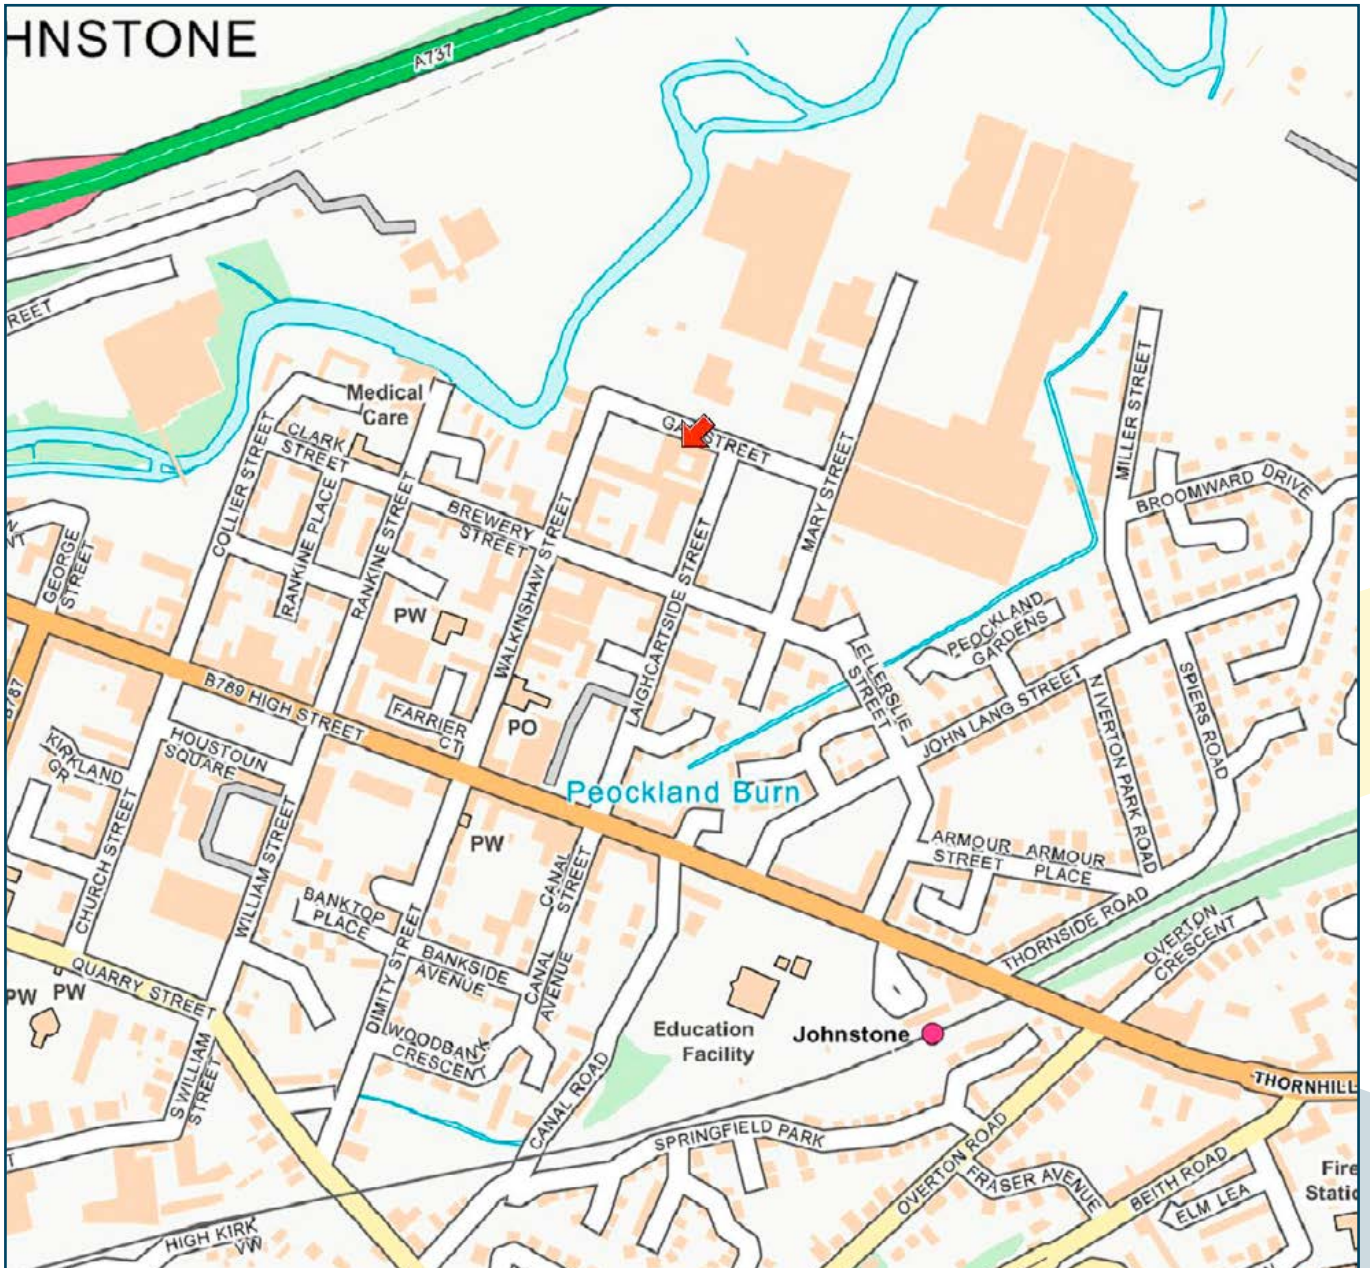 HNSTONE
A737
REET
Medical
Care
GA STREET
CLARK
STREET
COLLIER STREET
RANKINE PLACE
RANKINE STREET
BREWERY
STREET
WALKINSHAW STREET
LAIGHCARTSIDE STREET
MARY STREET
MILLER STREET
BROOMWARD DRIVE
GEORGE
STREET
PW
PEOCKLAND
GARDENS
ELLERSLIE
STREET
JOHN LANG STREET
N IVERTON PARK ROAD
SPIERS ROAD
B787
B789 HIGH STREET
FARRIER
CT
PO
HOUSTOUN
SQUARE
KIRKLAND
GR
CHURCH STREET
WILLIAM STREET
Peockland Burn
PW
CANAL
STREET
ARMOUR
STREET
ARMOUR
PLACE
THORNSIDE ROAD
OVERTON
CRESCENT
BANKTOP
PLACE
DIMITY STREET
BANKSIDE
AVENUE
CANAL
AVENUE
QUARRY STREET
PW
PW
S WILLIAM
STREET
WOODBANK
CRESCENT
CANAL ROAD
Education
Facility
Johnstone
THORNHILL
SPRINGFIELD PARK
OVERTON ROAD
FRASER AVENUE
BEITH ROAD
ELM LEA
Fire
Static
HIGH KIRK
VW